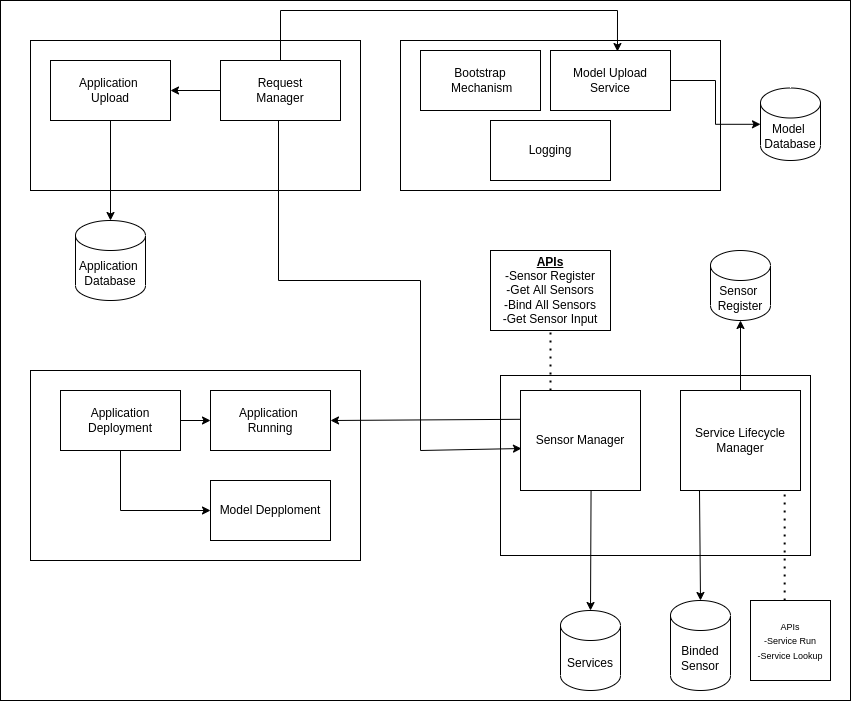 Application
Upload
Request
Manager
Bootstrap
Mechanism
Model Upload
Service
Logging
Model
Database
Application
Database
APIs
-Sensor Register
-Get All Sensors
-Bind All Sensors
-Get Sensor Input
Sensor
Register
Application
Deployment
Application
Running
Model Depploment
Sensor Manager
Service Lifecycle
Manager
Services
Binded
Sensor
APIs
-Service Run
-Service Lookup